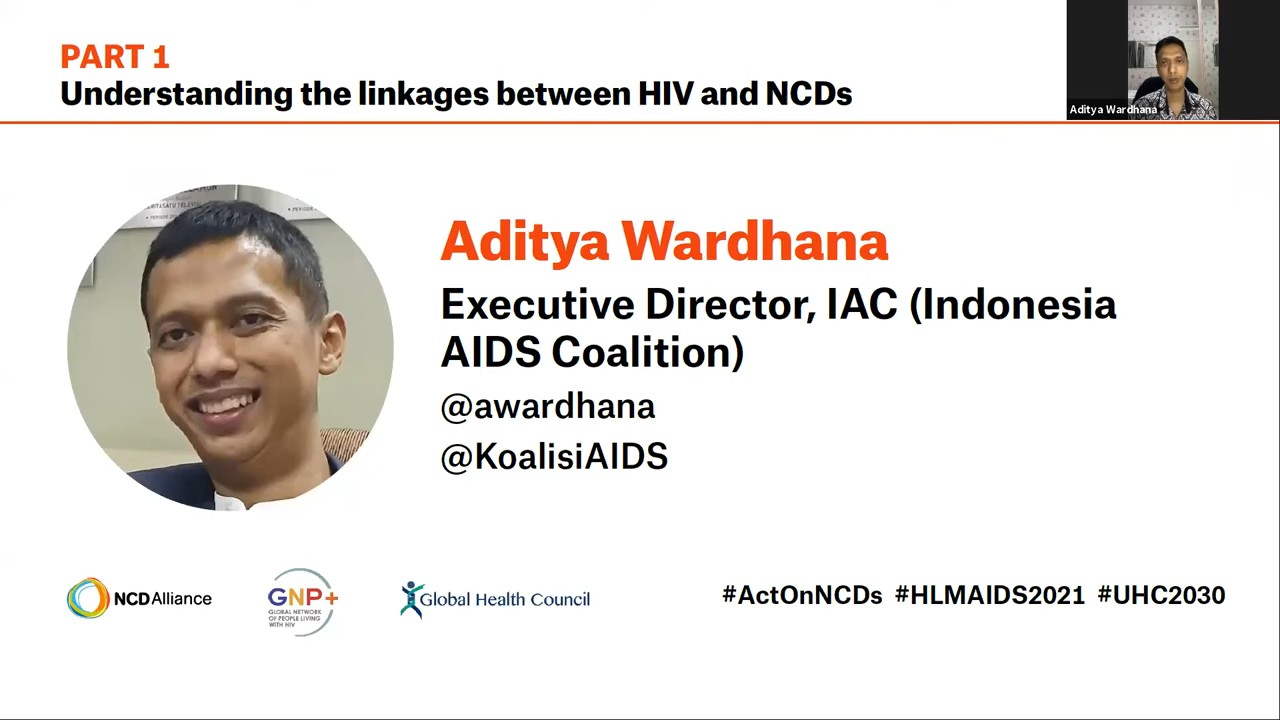 PART 1
Understanding the linkages between HIV and NCDs
Aditya Wardhana
Aditya Wardhana
Executive Director, IAC (Indonesia
AIDS Coalition)
@awardhana
@KoalisiAIDS
NCDAlliance
GNP+
GLOBAL NETWORK
OF PEOPLE LIVING
WITH HIV
Global Health Council
#ActOnNCDs #HLMAIDS2021 #UHC2030